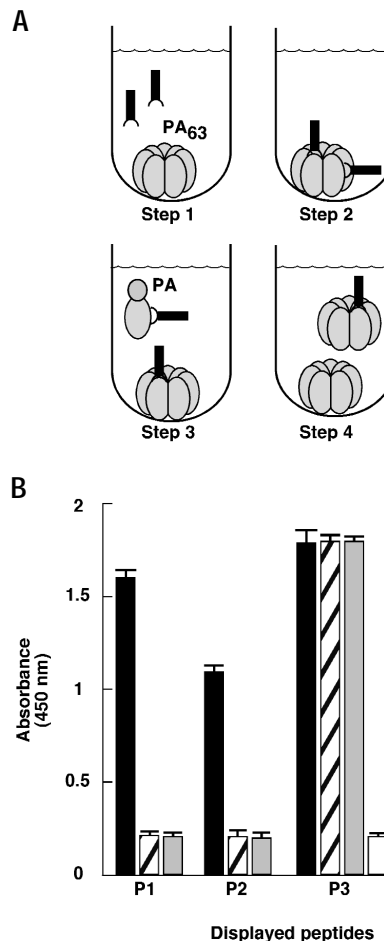 A
PA63
Step 1
Step 2
PA
Step 3
Step 4
B
2
1.5
1
0.5
0
Absorbance
(450 nm)
P1
P2
P3
Displayed peptides